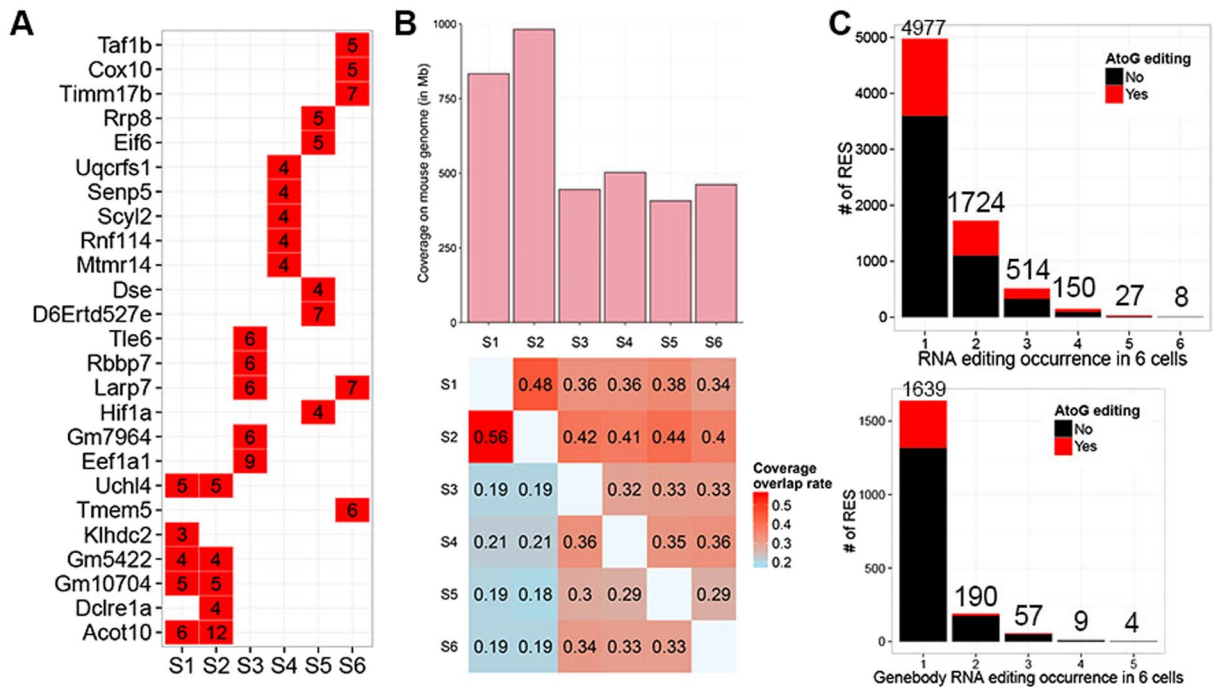 A
Taf1b 5
Cox10 5
Timm17b 7
Rrp8 5
Eif6 5
Uqcrfs1 4
Senp5 4
Scyl2 4
Rnf114 4
Mtmr14 4
Dse 4
D6Ertd527e 7
Tle6 6
Rbbp7 6
Larp7 6 7
Hif1a 4
Gm7964 6
Eef1a1 9
Uchl4 5 5
Tmem5 6
Klhdc2 3
Gm5422 4 4
Gm10704 5 5
Dclre1a 4
Acot10 6 12
S1 S2 S3 S4 S5 S6
B
Coverage on mouse genome (in Mb)
1000
750
500
250
0
S1 S2 S3 S4 S5 S6
S1 0.48 0.36 0.36 0.38 0.34
S2 0.56 0.42 0.41 0.44 0.4
S3 0.19 0.19 0.32 0.33 0.33
S4 0.21 0.21 0.36 0.35 0.36
S5 0.19 0.18 0.3 0.29 0.29
S6 0.19 0.19 0.34 0.33 0.33
Coverage
overlap rate
0.5
0.4
0.3
0.2
C
# of RES
5000
4000
3000
2000
1000
0
4977
1724
514
150
27
8
AtoG editing
No
Yes
1 2 3 4 5 6
RNA editing occurrence in 6 cells
# of RES
1500
1000
500
0
1639
190
57
9
4
AtoG editing
No
Yes
1 2 3 4 5
Genebody RNA editing occurrence in 6 cells